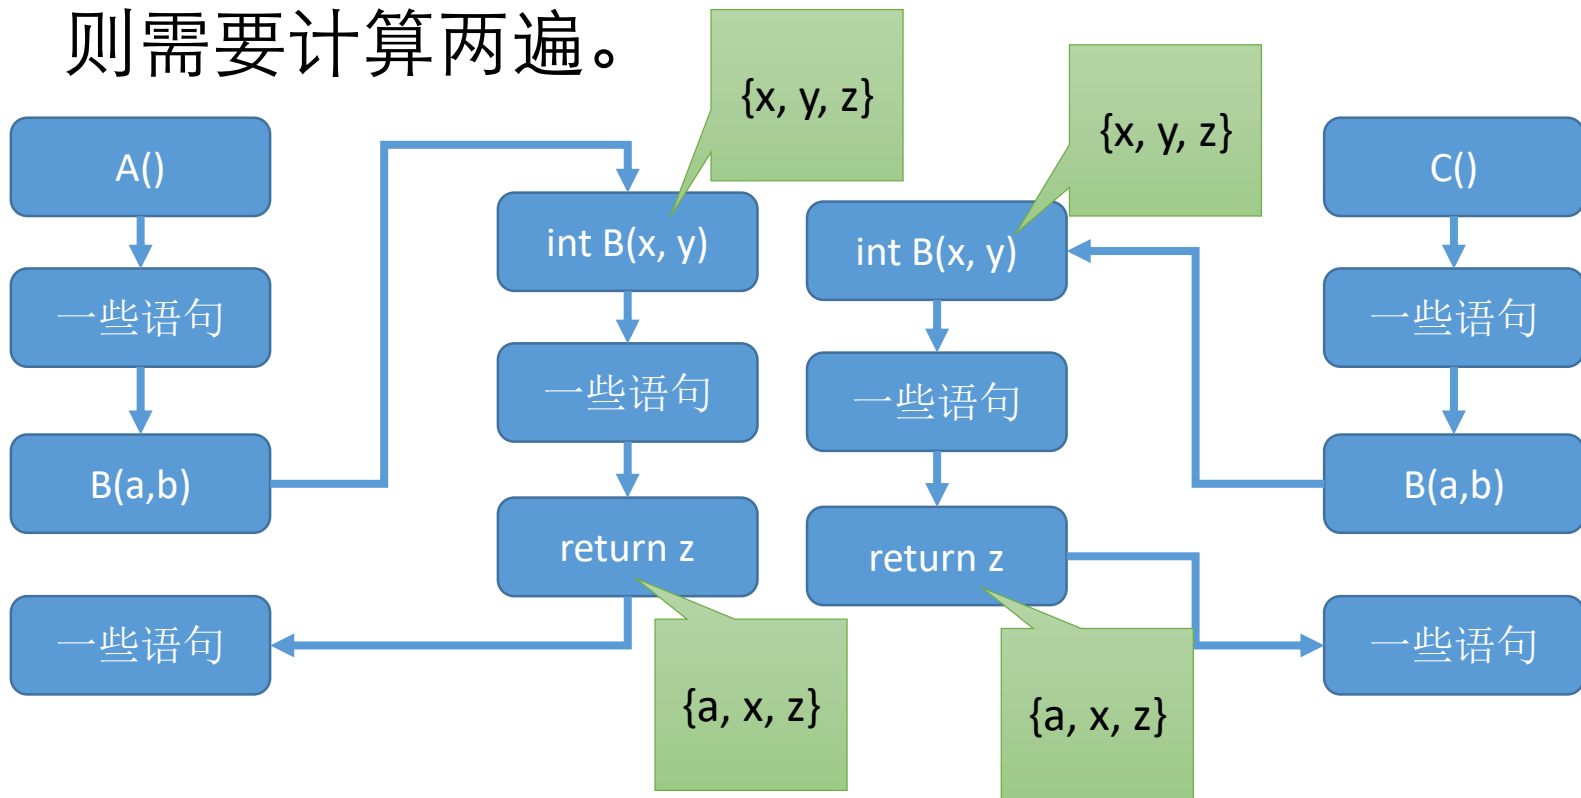 则需要计算两遍。
{x, y, z}
{x, y, z}
A()
C()
int B(x, y)
int B(x, y)
一些语句
一些语句
一些语句
一些语句
B(a,b)
B(a,b)
return z
return z
一些语句
一些语句
{a, x, z}
{a, x, z}